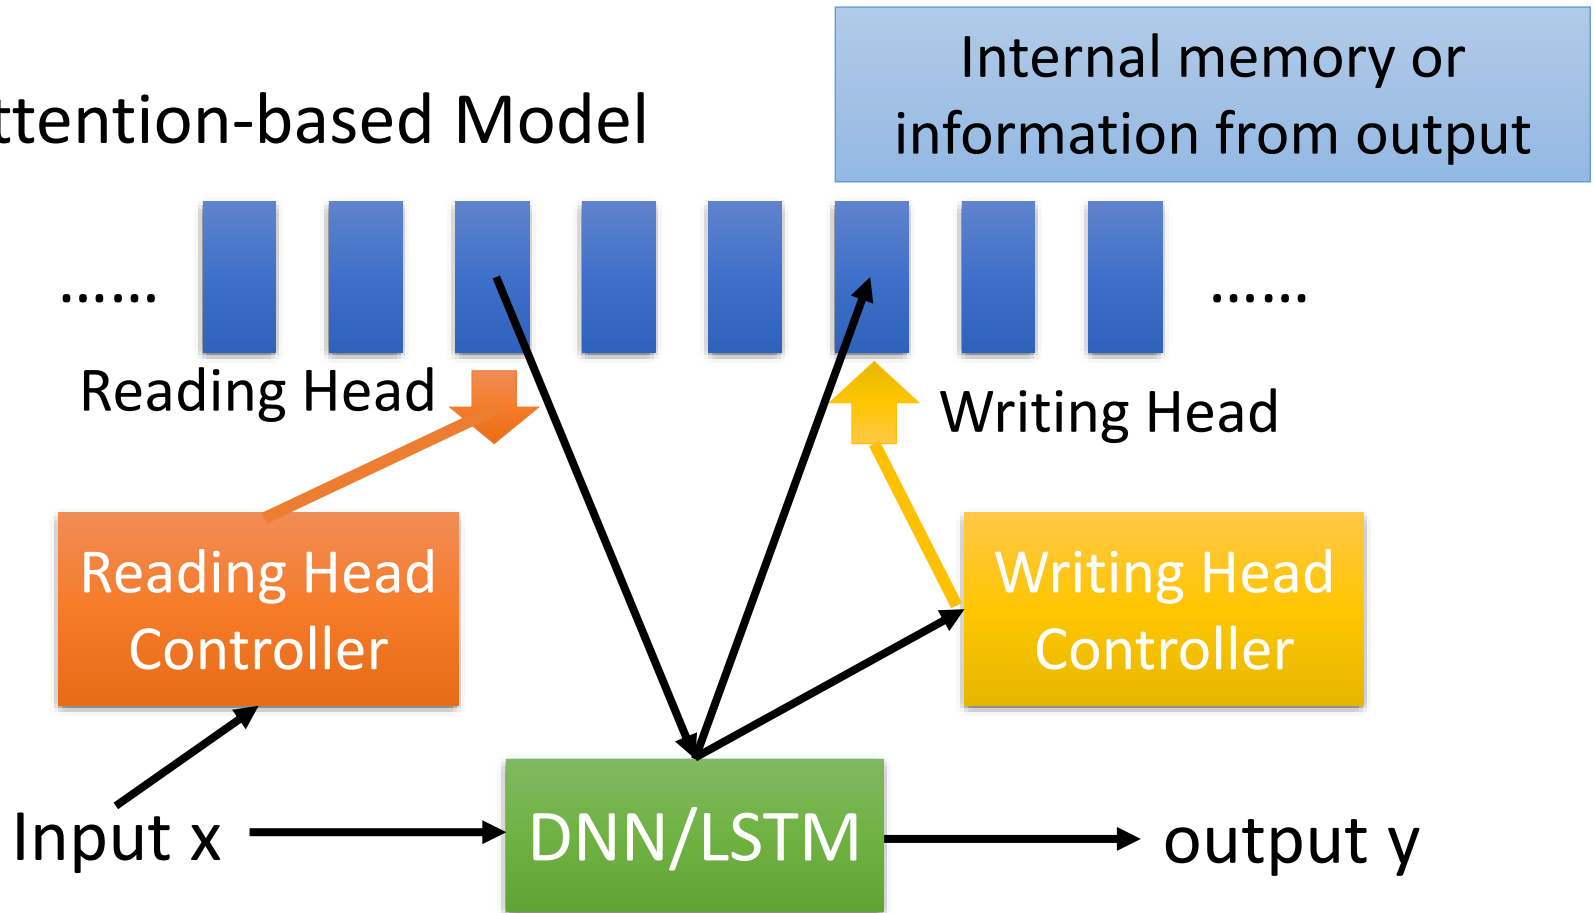 Internal memory or
information from output
ttention-based Model
……
……
Reading Head
Writing Head
Reading Head
Controller
Writing Head
Controller
Input x
DNN/LSTM
output y